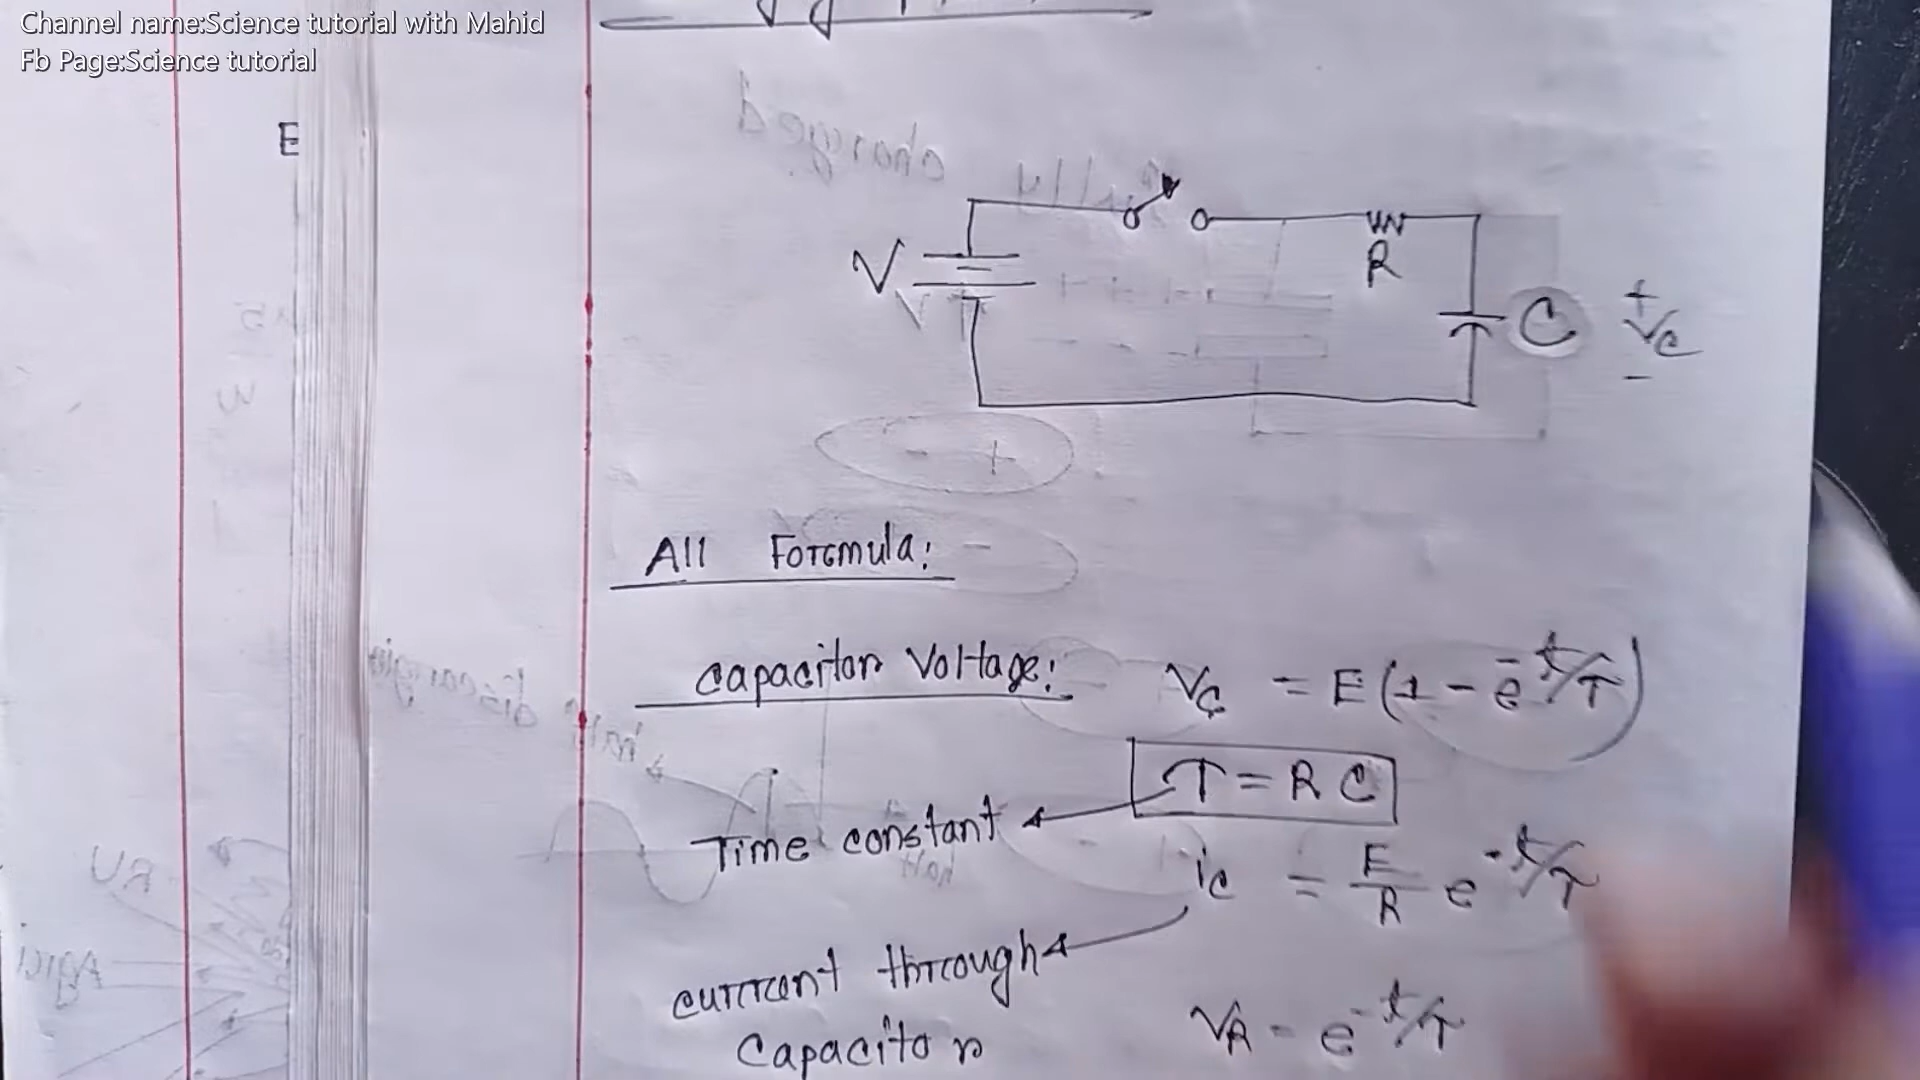 Channel name:Science tutorial with Mahid
Fb Page:Science tutorial
E
V
R
C
+
Vc
-
All Formula:
Capacitor Voltage: Vc = E(1 - e^-t/τ)
τ = R C
Time constant
ic = E/R e^-t/τ
current through
Capacitor
VR = e^-t/τ